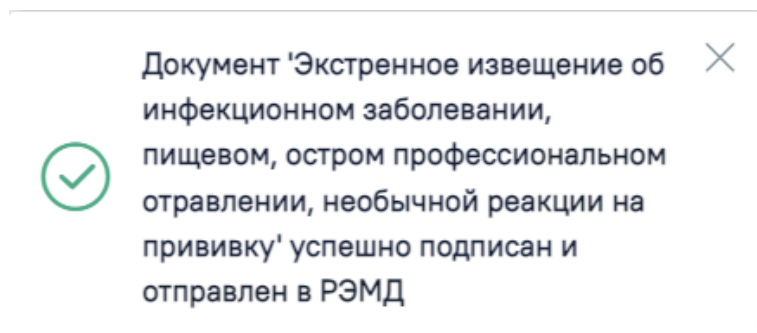 Документ 'Экстренное извещение об
инфекционном заболевании,
пищевом, остром профессиональном
отравлении, необычной реакции на
прививку' успешно подписан и
отправлен в РЭМД